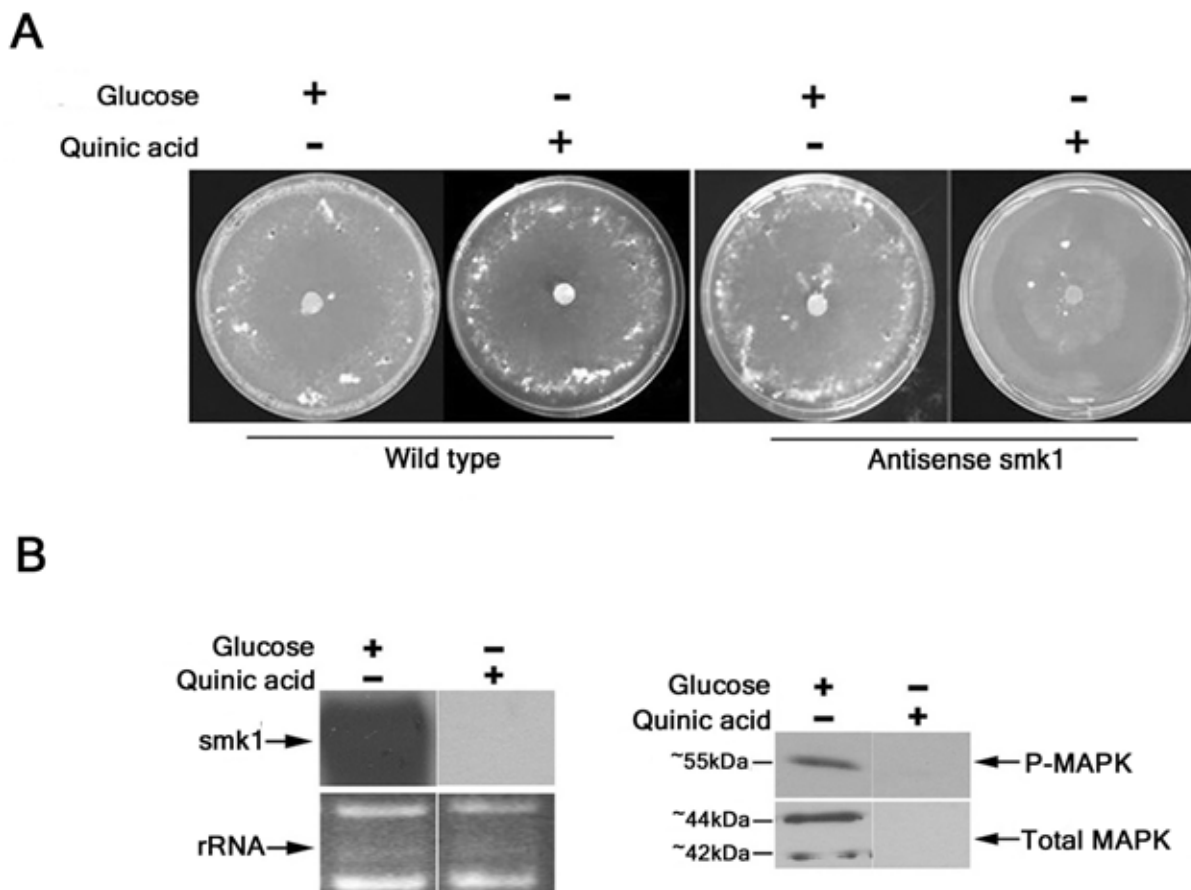 A
Glucose + - + -
Quinic acid - + - +
Wild type Antisense smk1
B
Glucose + -
Quinic acid - +
smk1
rRNA
Glucose + -
Quinic acid - +
~55kDa P-MAPK
~44kDa
~42kDa Total MAPK